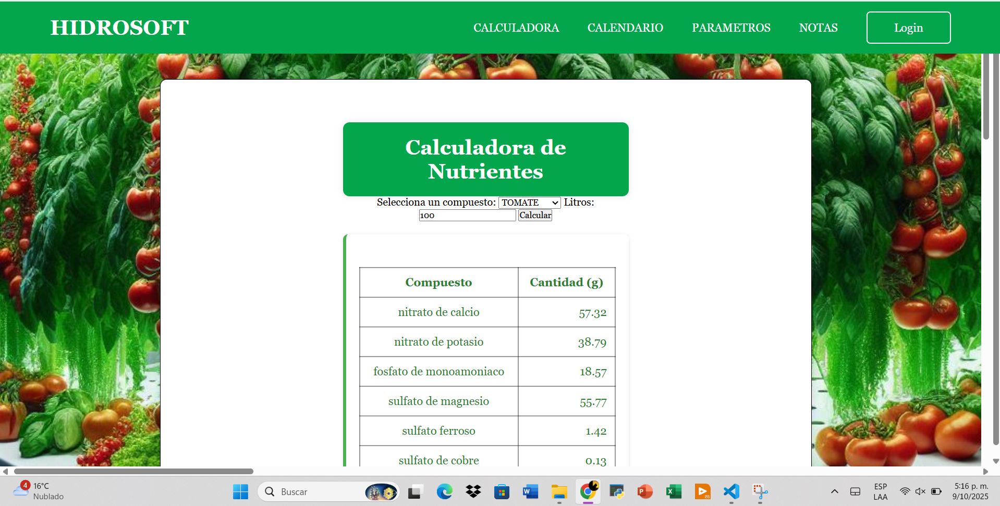 HIDROSOFT
CALCULADORA CALENDARIO PARAMETROS NOTAS Login
Calculadora de
Nutrientes
Selecciona un compuesto: TOMATE Litros:
100 Calcular
Compuesto Cantidad (g)
nitrato de calcio 57.32
nitrato de potasio 38.79
fosfato de monoamoniaco 18.57
sulfato de magnesio 55.77
sulfato ferroso 1.42
sulfato de cobre 0.13
4 16°C
Nublado
Buscar
ESP
LAA
5:16 p. m.
9/10/2025